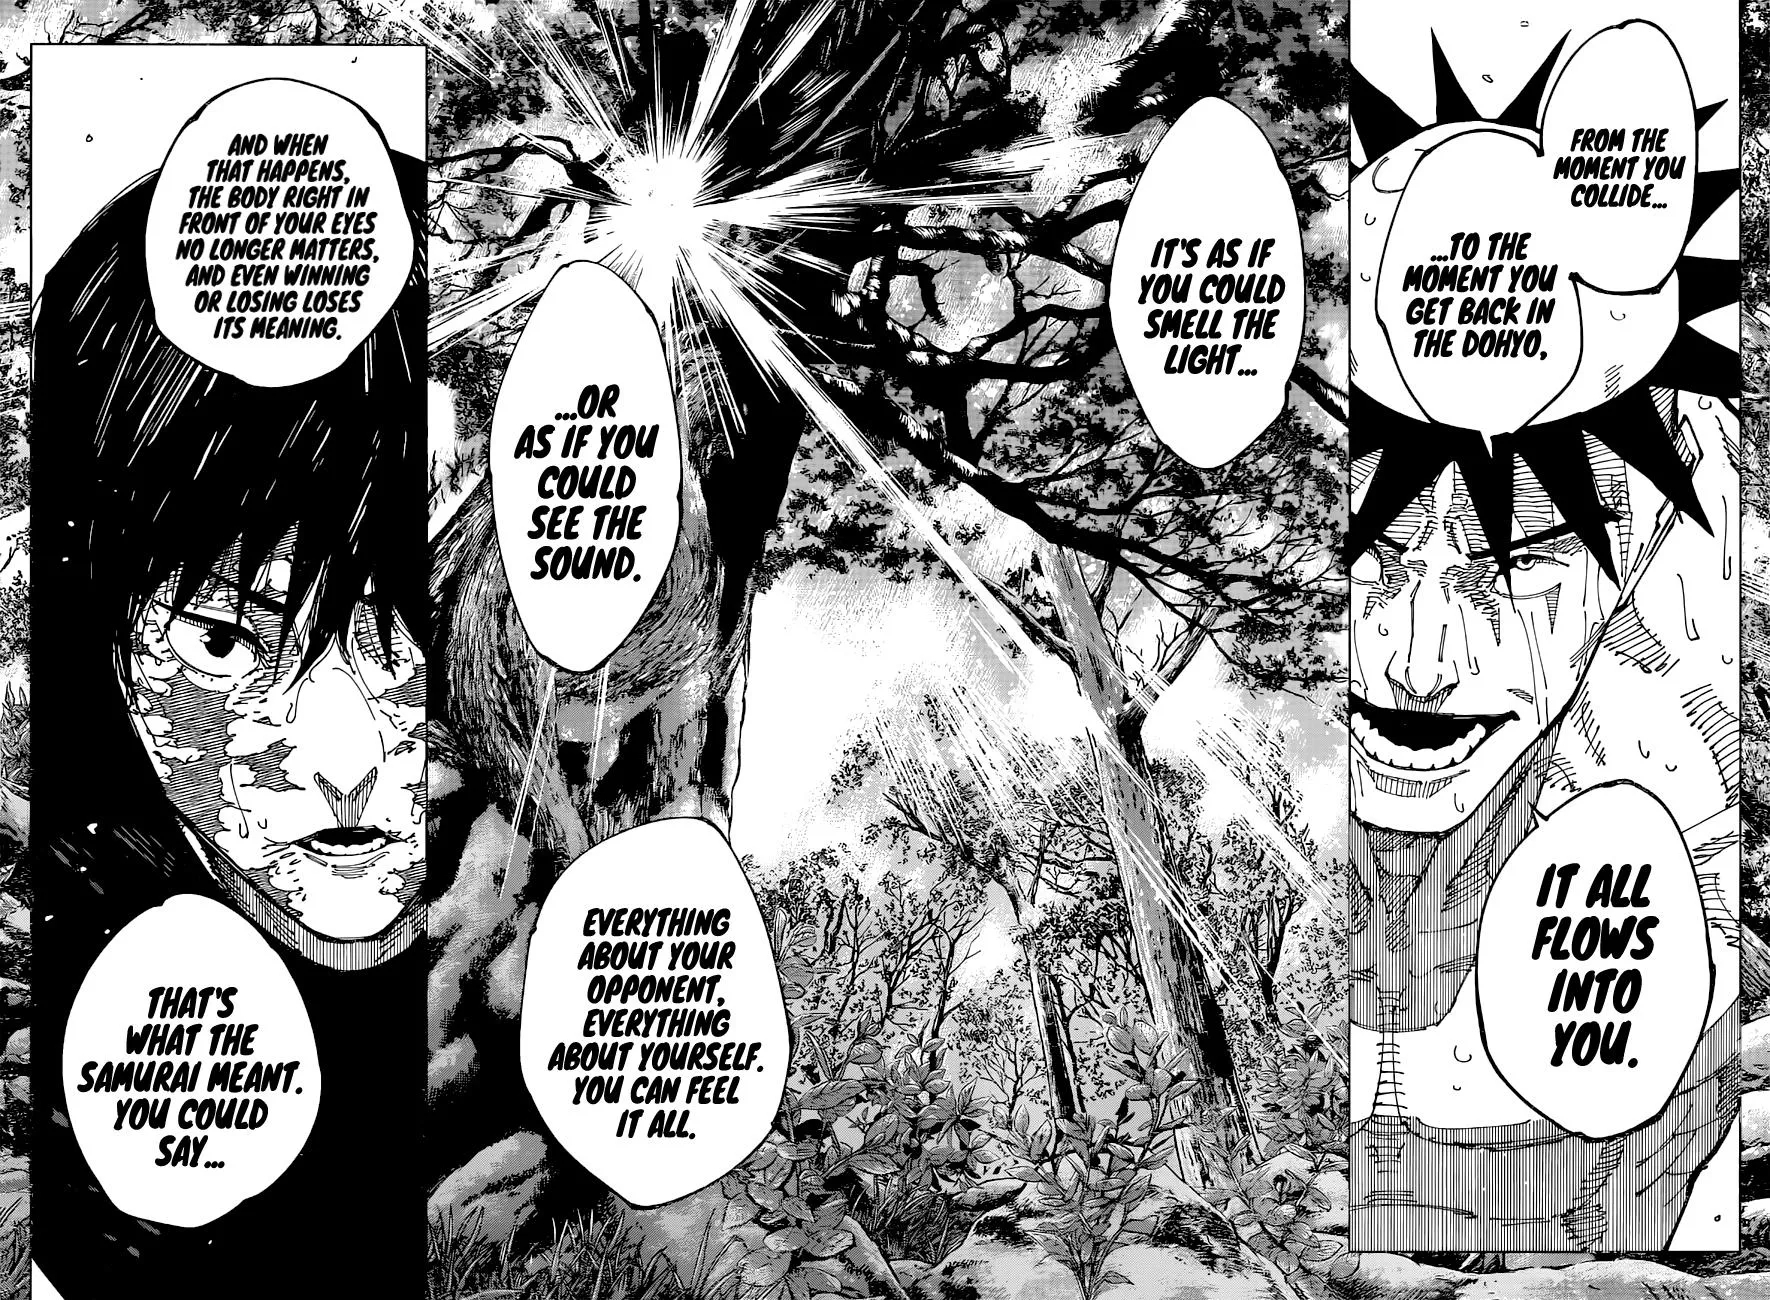 FROM THE
MOMENT YOU
COLLIDE...
...TO THE
MOMENT YOU
GET BACK IN
THE DOHYO,
IT ALL
FLOWS
INTO
YOU.
IT'S AS IF
YOU COULD
SMELL THE
LIGHT...
...OR
AS IF YOU
COULD
SEE THE
SOUND.
EVERYTHING
ABOUT YOUR
OPPONENT,
EVERYTHING
ABOUT YOURSELF.
YOU CAN FEEL
IT ALL.
AND WHEN
THAT HAPPENS,
THE BODY RIGHT IN
FRONT OF YOUR EYES
NO LONGER MATTERS,
AND EVEN WINNING
OR LOSING LOSES
ITS MEANING.
THAT'S
WHAT THE
SAMURAI MEANT.
YOU COULD
SAY...